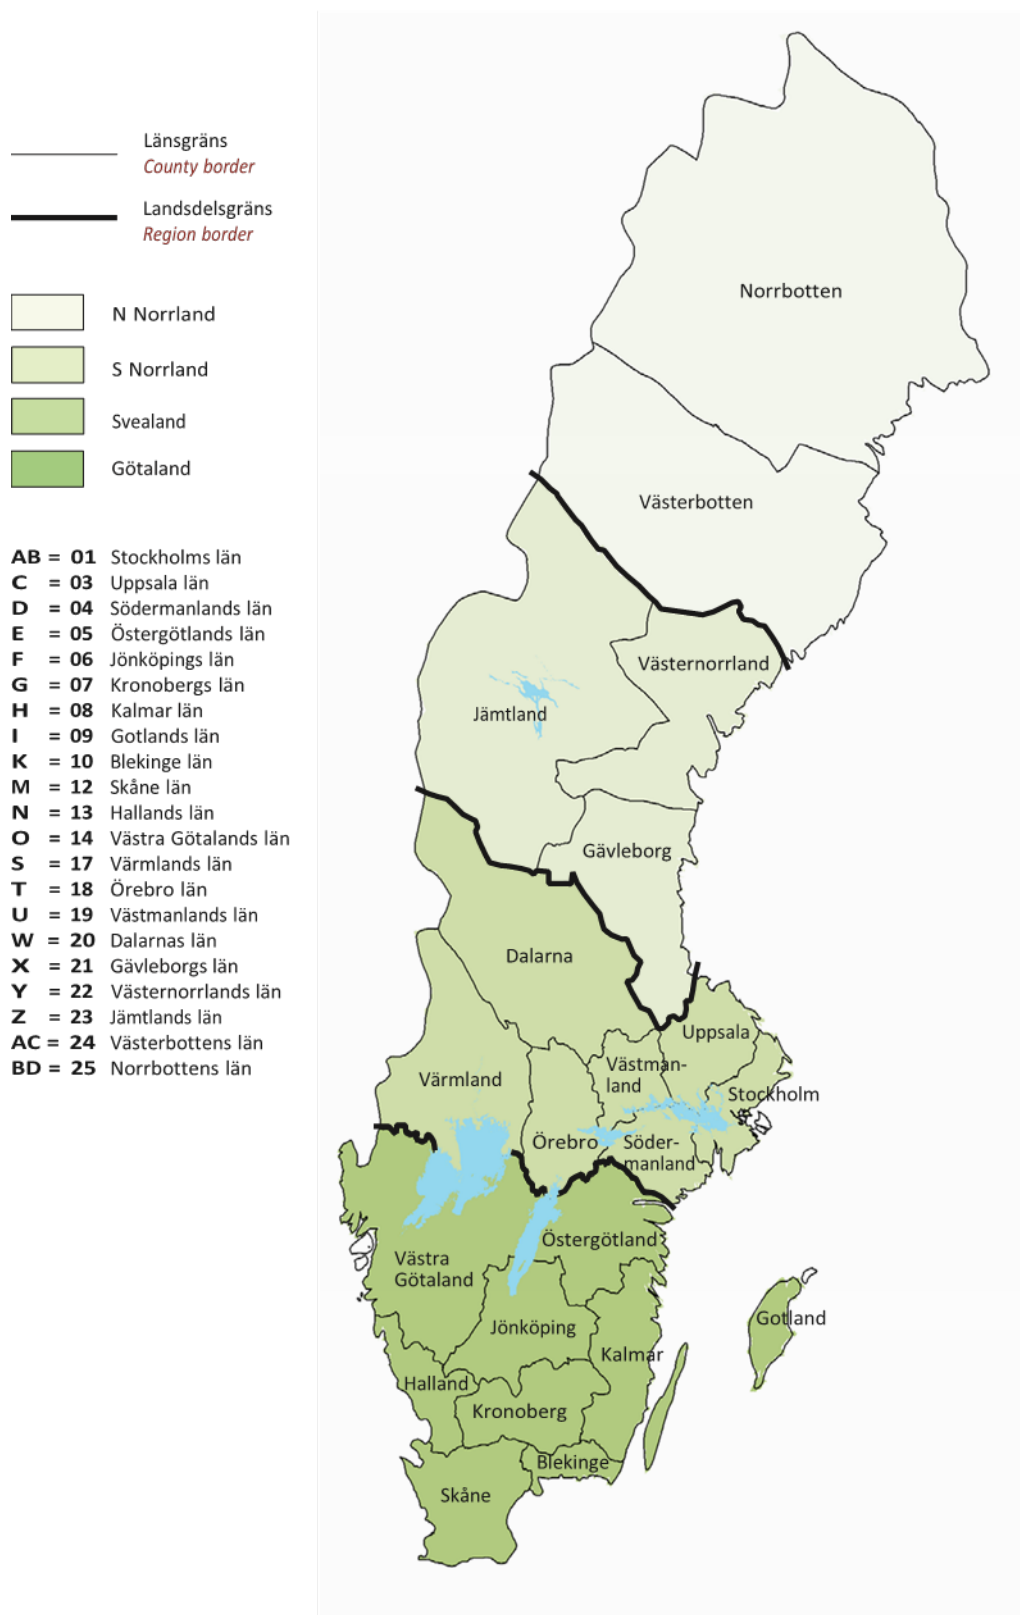 Länsgräns
County border
Landsdelsgräns
Region border
N Norrland
S Norrland
Svealand
Götaland
AB = 01 Stockholms län
C = 03 Uppsala län
D = 04 Södermanlands län
E = 05 Östergötlands län
F = 06 Jönköpings län
G = 07 Kronobergs län
H = 08 Kalmar län
I = 09 Gotlands län
K = 10 Blekinge län
M = 12 Skåne län
N = 13 Hallands län
O = 14 Västra Götalands län
S = 17 Värmlands län
T = 18 Örebro län
U = 19 Västmanlands län
W = 20 Dalarnas län
X = 21 Gävleborgs län
Y = 22 Västernorrlands län
Z = 23 Jämtlands län
AC = 24 Västerbottens län
BD = 25 Norrbottens län
Norrbotten
Västerbotten
Västernorrland
Jämtland
Gävleborg
Dalarna
Uppsala
Västman-
land
Värmland
Stockholm
Örebro
Söder-
manland
Östergötland
Västra
Götaland
Gotland
Jönköping
Kalmar
Halland
Kronoberg
Blekinge
Skåne